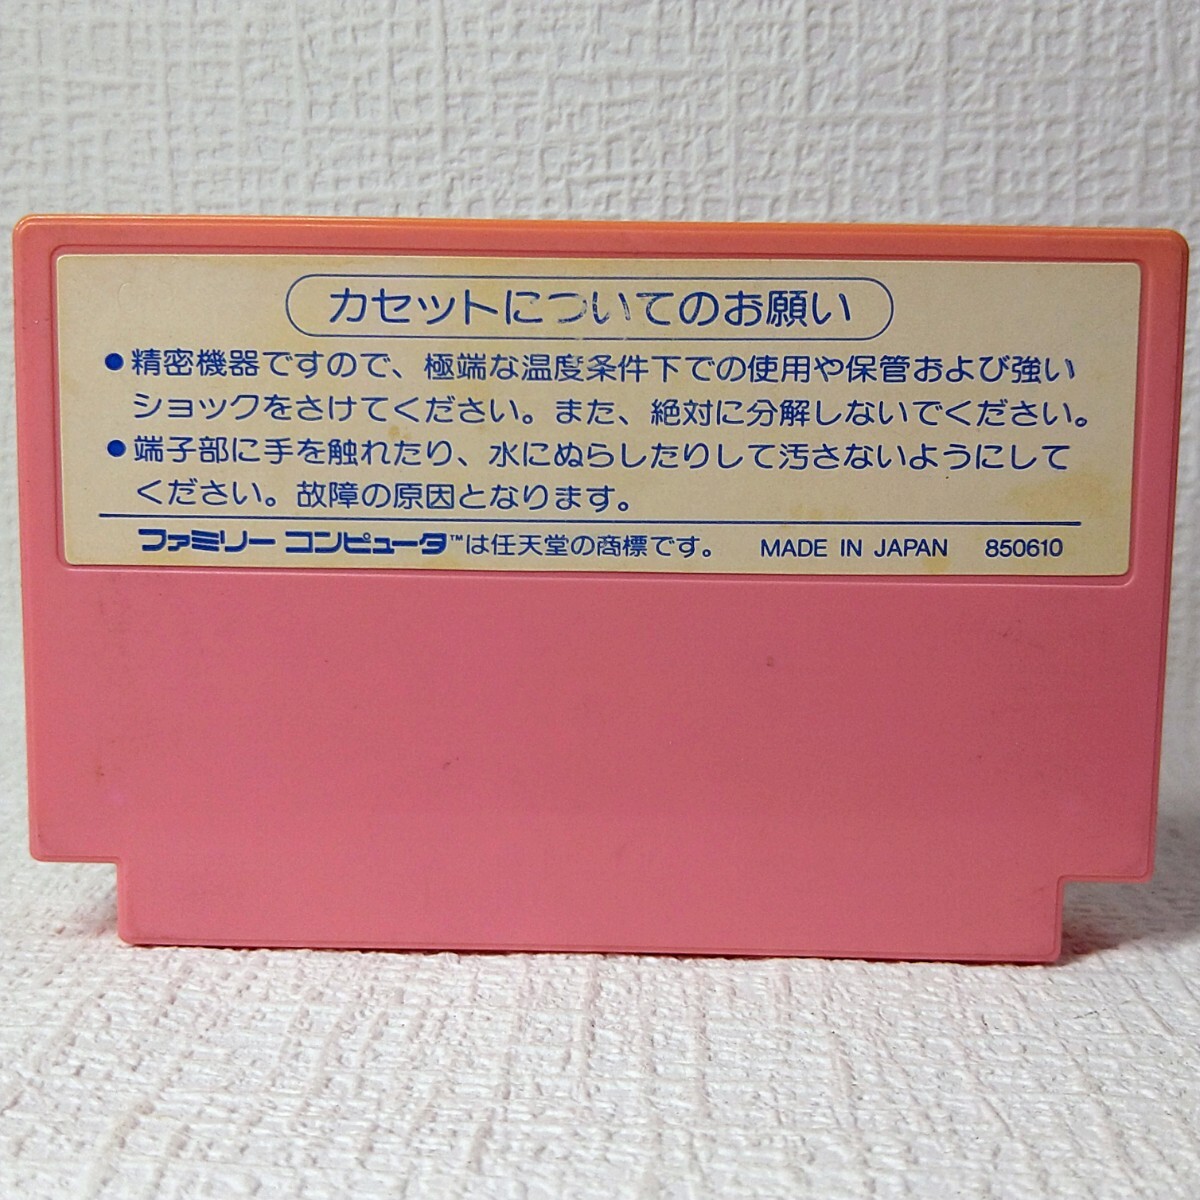 カセットについてのお願い
●精密機器ですので、極端な温度条件下での使用や保管および強い
ショックをさけてください。また、絶対に分解しないでください。
●端子部に手を触れたり、水にぬらしたりして汚さないようにして
ください。故障の原因となります。
ファミリー コンピュータ™は任天堂の商標です。 MADE IN JAPAN 850610